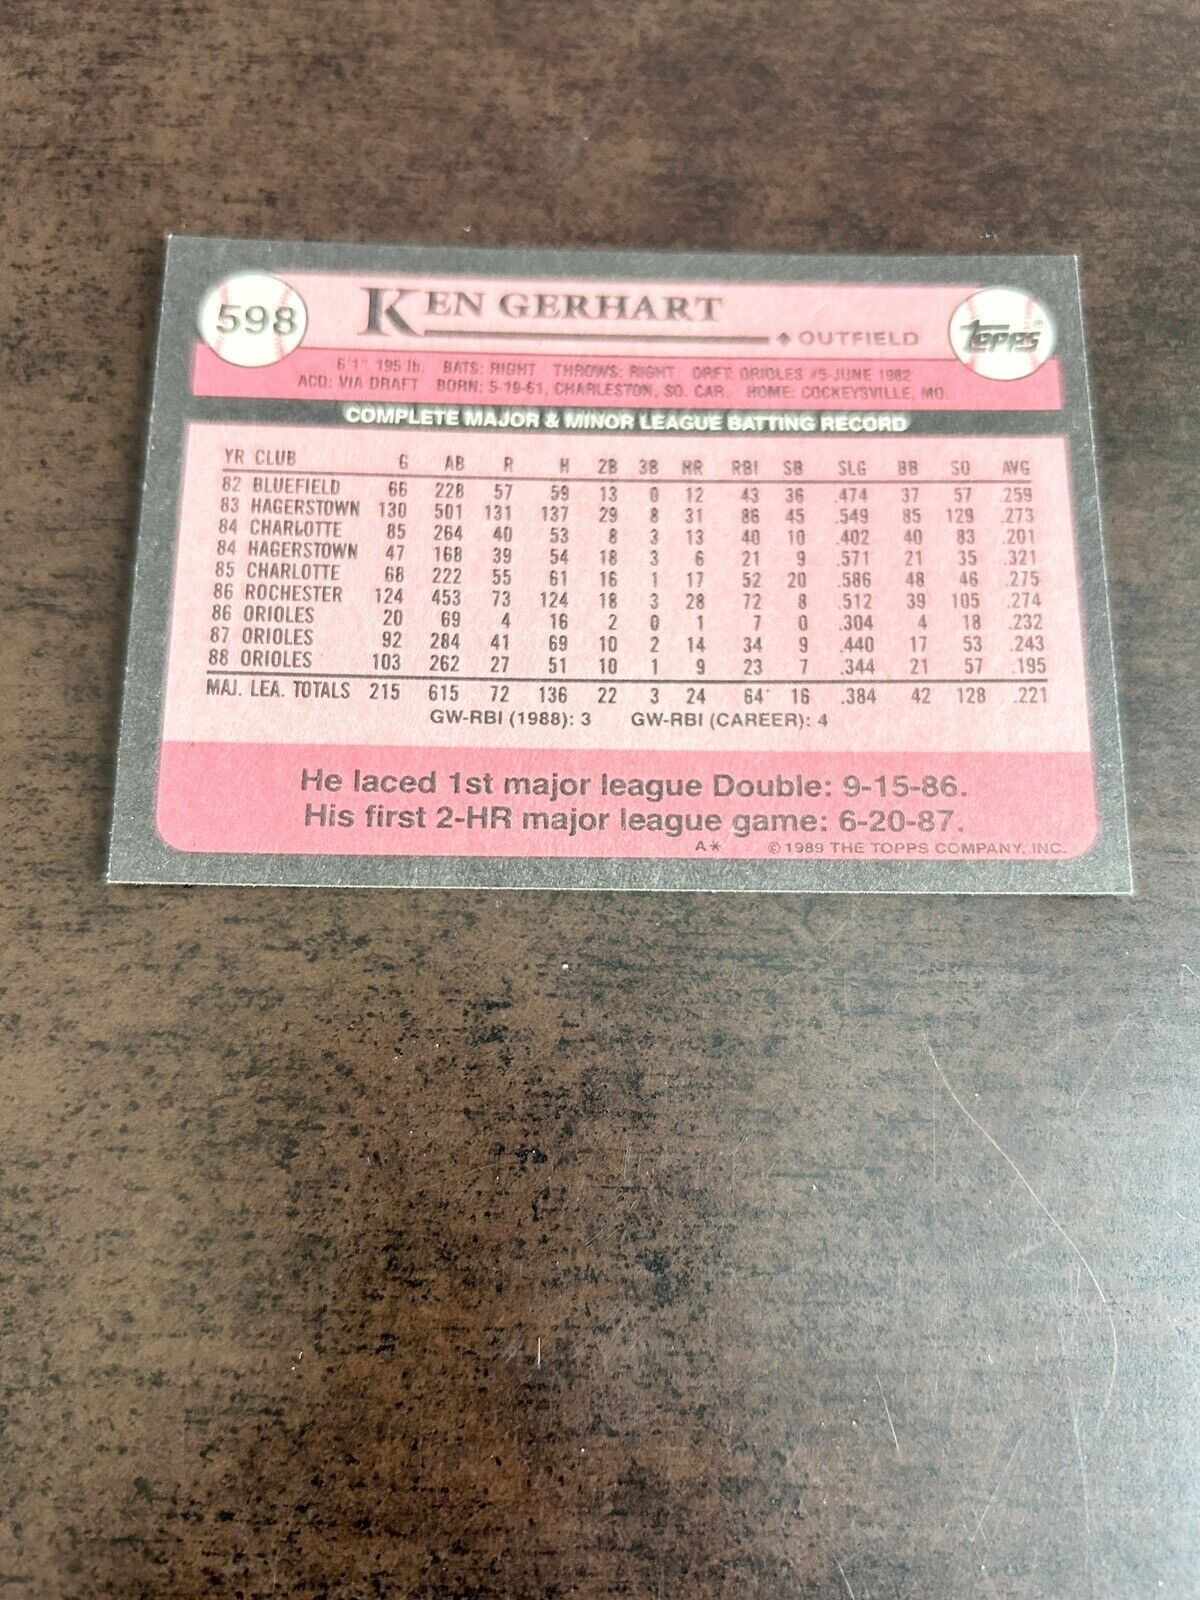 598
KEN GERHART
♦ OUTFIELD
TOPPS®
6'1" 195 lb. BATS: RIGHT THROWS: RIGHT DRFT: ORIOLES #5-JUNE 1982
ACQ: VIA DRAFT BORN: 5-19-61, CHARLESTON, SO. CAR. HOME: COCKEYSVILLE, MD.
COMPLETE MAJOR & MINOR LEAGUE BATTING RECORD
YR CLUB G AB R H 2B 3B HR RBI SB SLG BB SO AVG
82 BLUEFIELD 66 228 57 59 13 0 12 43 36 .474 37 57 .259
83 HAGERSTOWN 130 501 131 137 29 8 31 86 45 .549 85 129 .273
84 CHARLOTTE 85 264 40 53 8 3 13 40 10 .402 40 83 .201
84 HAGERSTOWN 47 168 39 54 18 3 6 21 9 .571 21 35 .321
85 CHARLOTTE 68 222 55 61 16 1 17 52 20 .586 48 46 .275
86 ROCHESTER 124 453 73 124 18 3 28 72 8 .512 39 105 .274
86 ORIOLES 20 69 4 16 2 0 1 7 0 .304 4 18 .232
87 ORIOLES 92 284 41 69 10 2 14 34 9 .440 17 53 .243
88 ORIOLES 103 262 27 51 10 1 9 23 7 .344 21 57 .195
MAJ. LEA. TOTALS 215 615 72 136 22 3 24 64 16 .384 42 128 .221
GW-RBI (1988): 3 GW-RBI (CAREER): 4
He laced 1st major league Double: 9-15-86.
His first 2-HR major league game: 6-20-87.
A* © 1989 THE TOPPS COMPANY, INC.